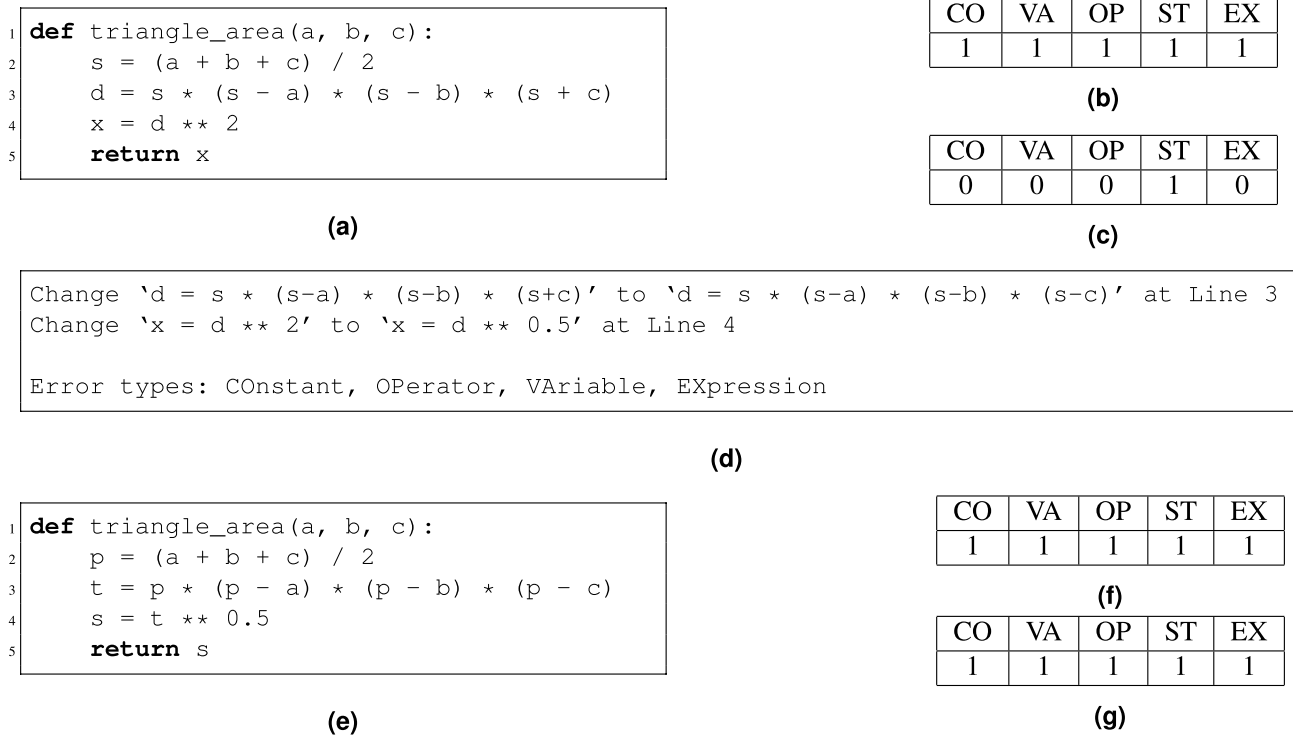 1 def triangle_area(a, b, c):
2 s = (a + b + c) / 2
3 d = s * (s - a) * (s - b) * (s + c)
4 x = d ** 2
5 return x
(a)
CO VA OP ST EX
1 1 1 1 1
(b)
CO VA OP ST EX
0 0 0 1 0
(c)
Change ‘d = s * (s-a) * (s-b) * (s+c)’ to ‘d = s * (s-a) * (s-b) * (s-c)’ at Line 3
Change ‘x = d ** 2’ to ‘x = d ** 0.5’ at Line 4
Error types: COnstant, OPerator, VAriable, EXpression
(d)
1 def triangle_area(a, b, c):
2 p = (a + b + c) / 2
3 t = p * (p - a) * (p - b) * (p - c)
4 s = t ** 0.5
5 return s
(e)
CO VA OP ST EX
1 1 1 1 1
(f)
CO VA OP ST EX
1 1 1 1 1
(g)